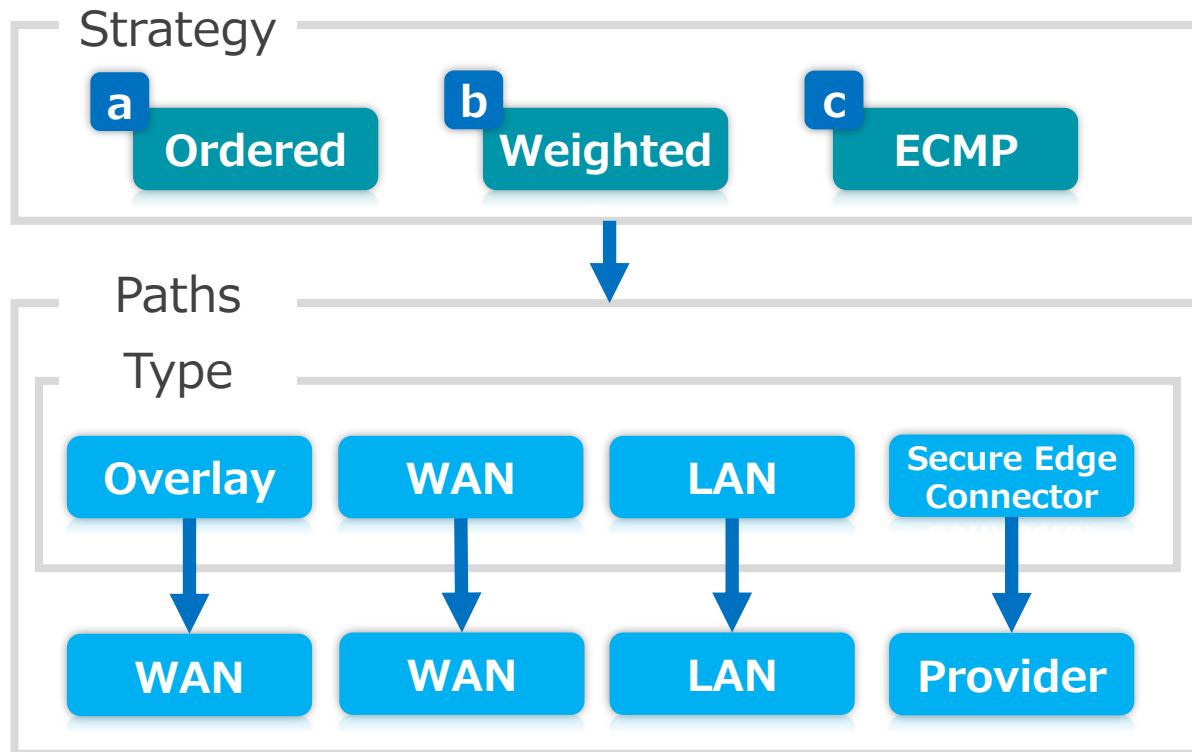 Strategy
a
Ordered
b
Weighted
c
ECMP
Paths
Type
Overlay
WAN
LAN
Secure Edge
Connector
WAN
WAN
LAN
Provider